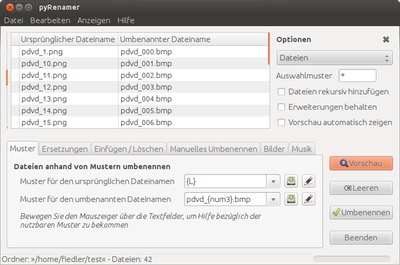 pyRenamer
Datei Bearbeiten Anzeigen Hilfe
Ursprünglicher Dateiname Umbenannter Dateiname
pdvd_1.png pdvd_000.bmp
pdvd_10.png pdvd_001.bmp
pdvd_11.png pdvd_002.bmp
pdvd_12.png pdvd_003.bmp
pdvd_13.png pdvd_004.bmp
pdvd_14.png pdvd_005.bmp
pdvd_15.png pdvd_006.bmp
Optionen
Dateien
Auswahlmuster *
Dateien rekursiv hinzufügen
Erweiterungen behalten
Vorschau automatisch zeigen
Muster Ersetzungen Einfügen / Löschen Manuelles Umbenennen Bilder Musik
Dateien anhand von Mustern umbenennen
Muster für den ursprünglichen Dateinamen {L}
Muster für den umbenannten Dateinamen pdvd_{num3}.bmp
Bewegen Sie den Mauszeiger über die Textfelder, um Hilfe bezüglich der
nutzbaren Muster zu bekommen
Vorschau
Leeren
Umbenennen
Beenden
Ordner: »/home/fiedler/test« - Dateien: 42